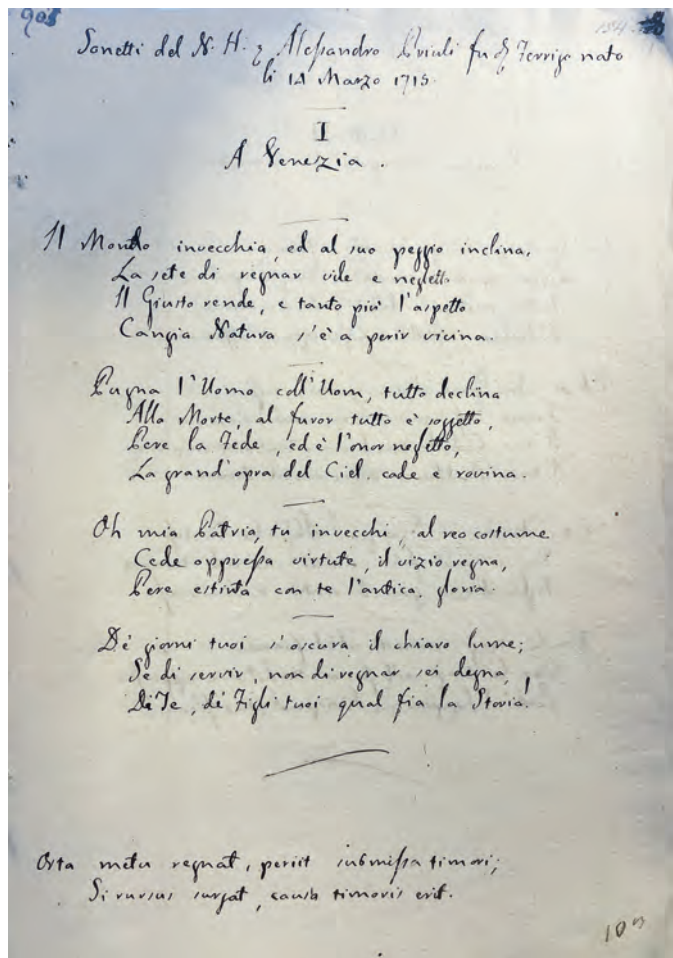 908
Sonetti del N. H. Alessandro Priuli fu Ferrigo nato
li 14 Marzo 1715.
I
A Venezia.
Il Mondo invecchia, ed al suo peggio inclina,
La sete di regnar vile e negletto
Il Giusto rende, e tanto più l'aspetto
Cangia Natura s'è a perir vicina.
Pugna l'Uomo coll'Uom, tutto declina
Alla Morte, al furor tutto è soggetto,
Pere la Fede, ed è l'onor negletto,
La grand'opra del Ciel cade e rovina.
Oh mia Patria, tu invecchi, al reo costume
Cede oppressa virtute, il vizio regna,
Pere estinta con te l'antica gloria.
De' giorni tuoi s'oscura il chiaro lume;
Se di servir, non di regnar sei degna,
Di Te, de' Figli tuoi qual fia la Storia!
Orta metu regnat, periit submissa timori;
Si rursus surgat, causa timoris erit.